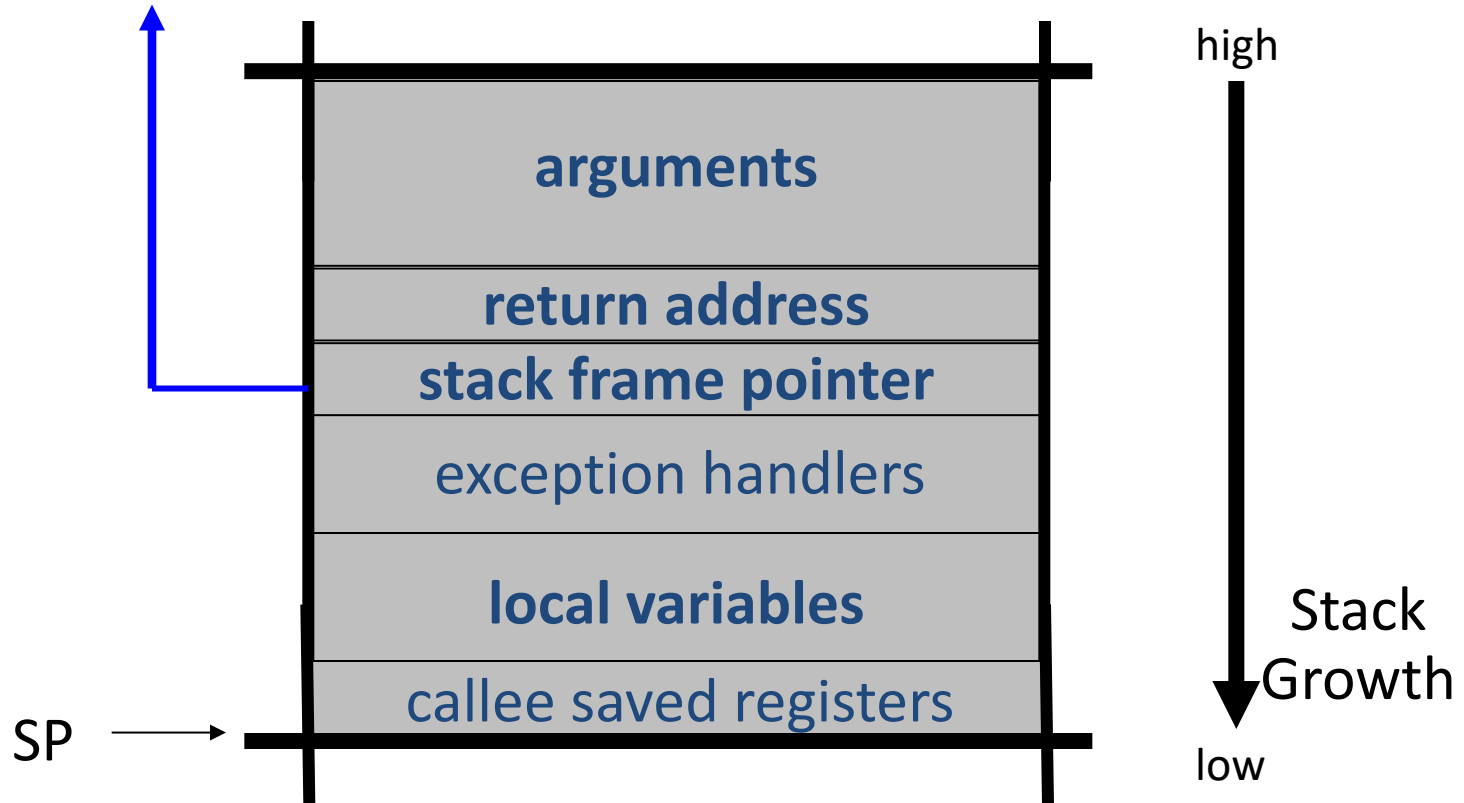 high
arguments
return address
stack frame pointer
exception handlers
local variables
callee saved registers
SP
Stack
Growth
low